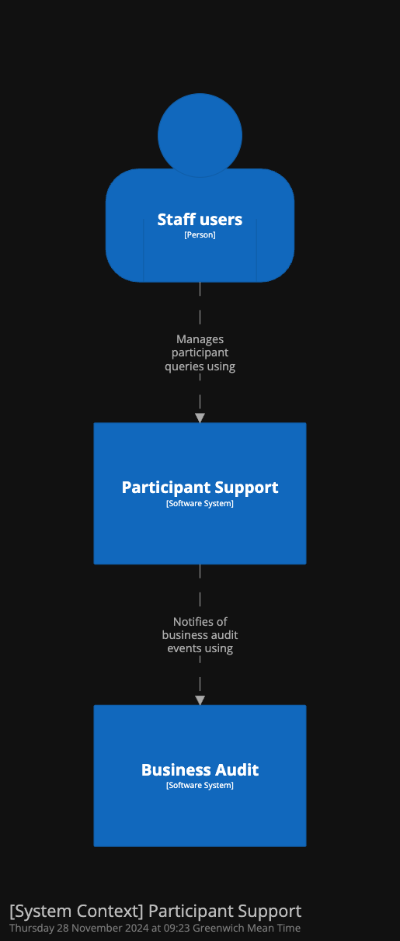 Staff users
[Person]
Manages
participant
queries using
Participant Support
[Software System]
Notifies of
business audit
events using
Business Audit
[Software System]
[System Context] Participant Support
Thursday 28 November 2024 at 09:23 Greenwich Mean Time